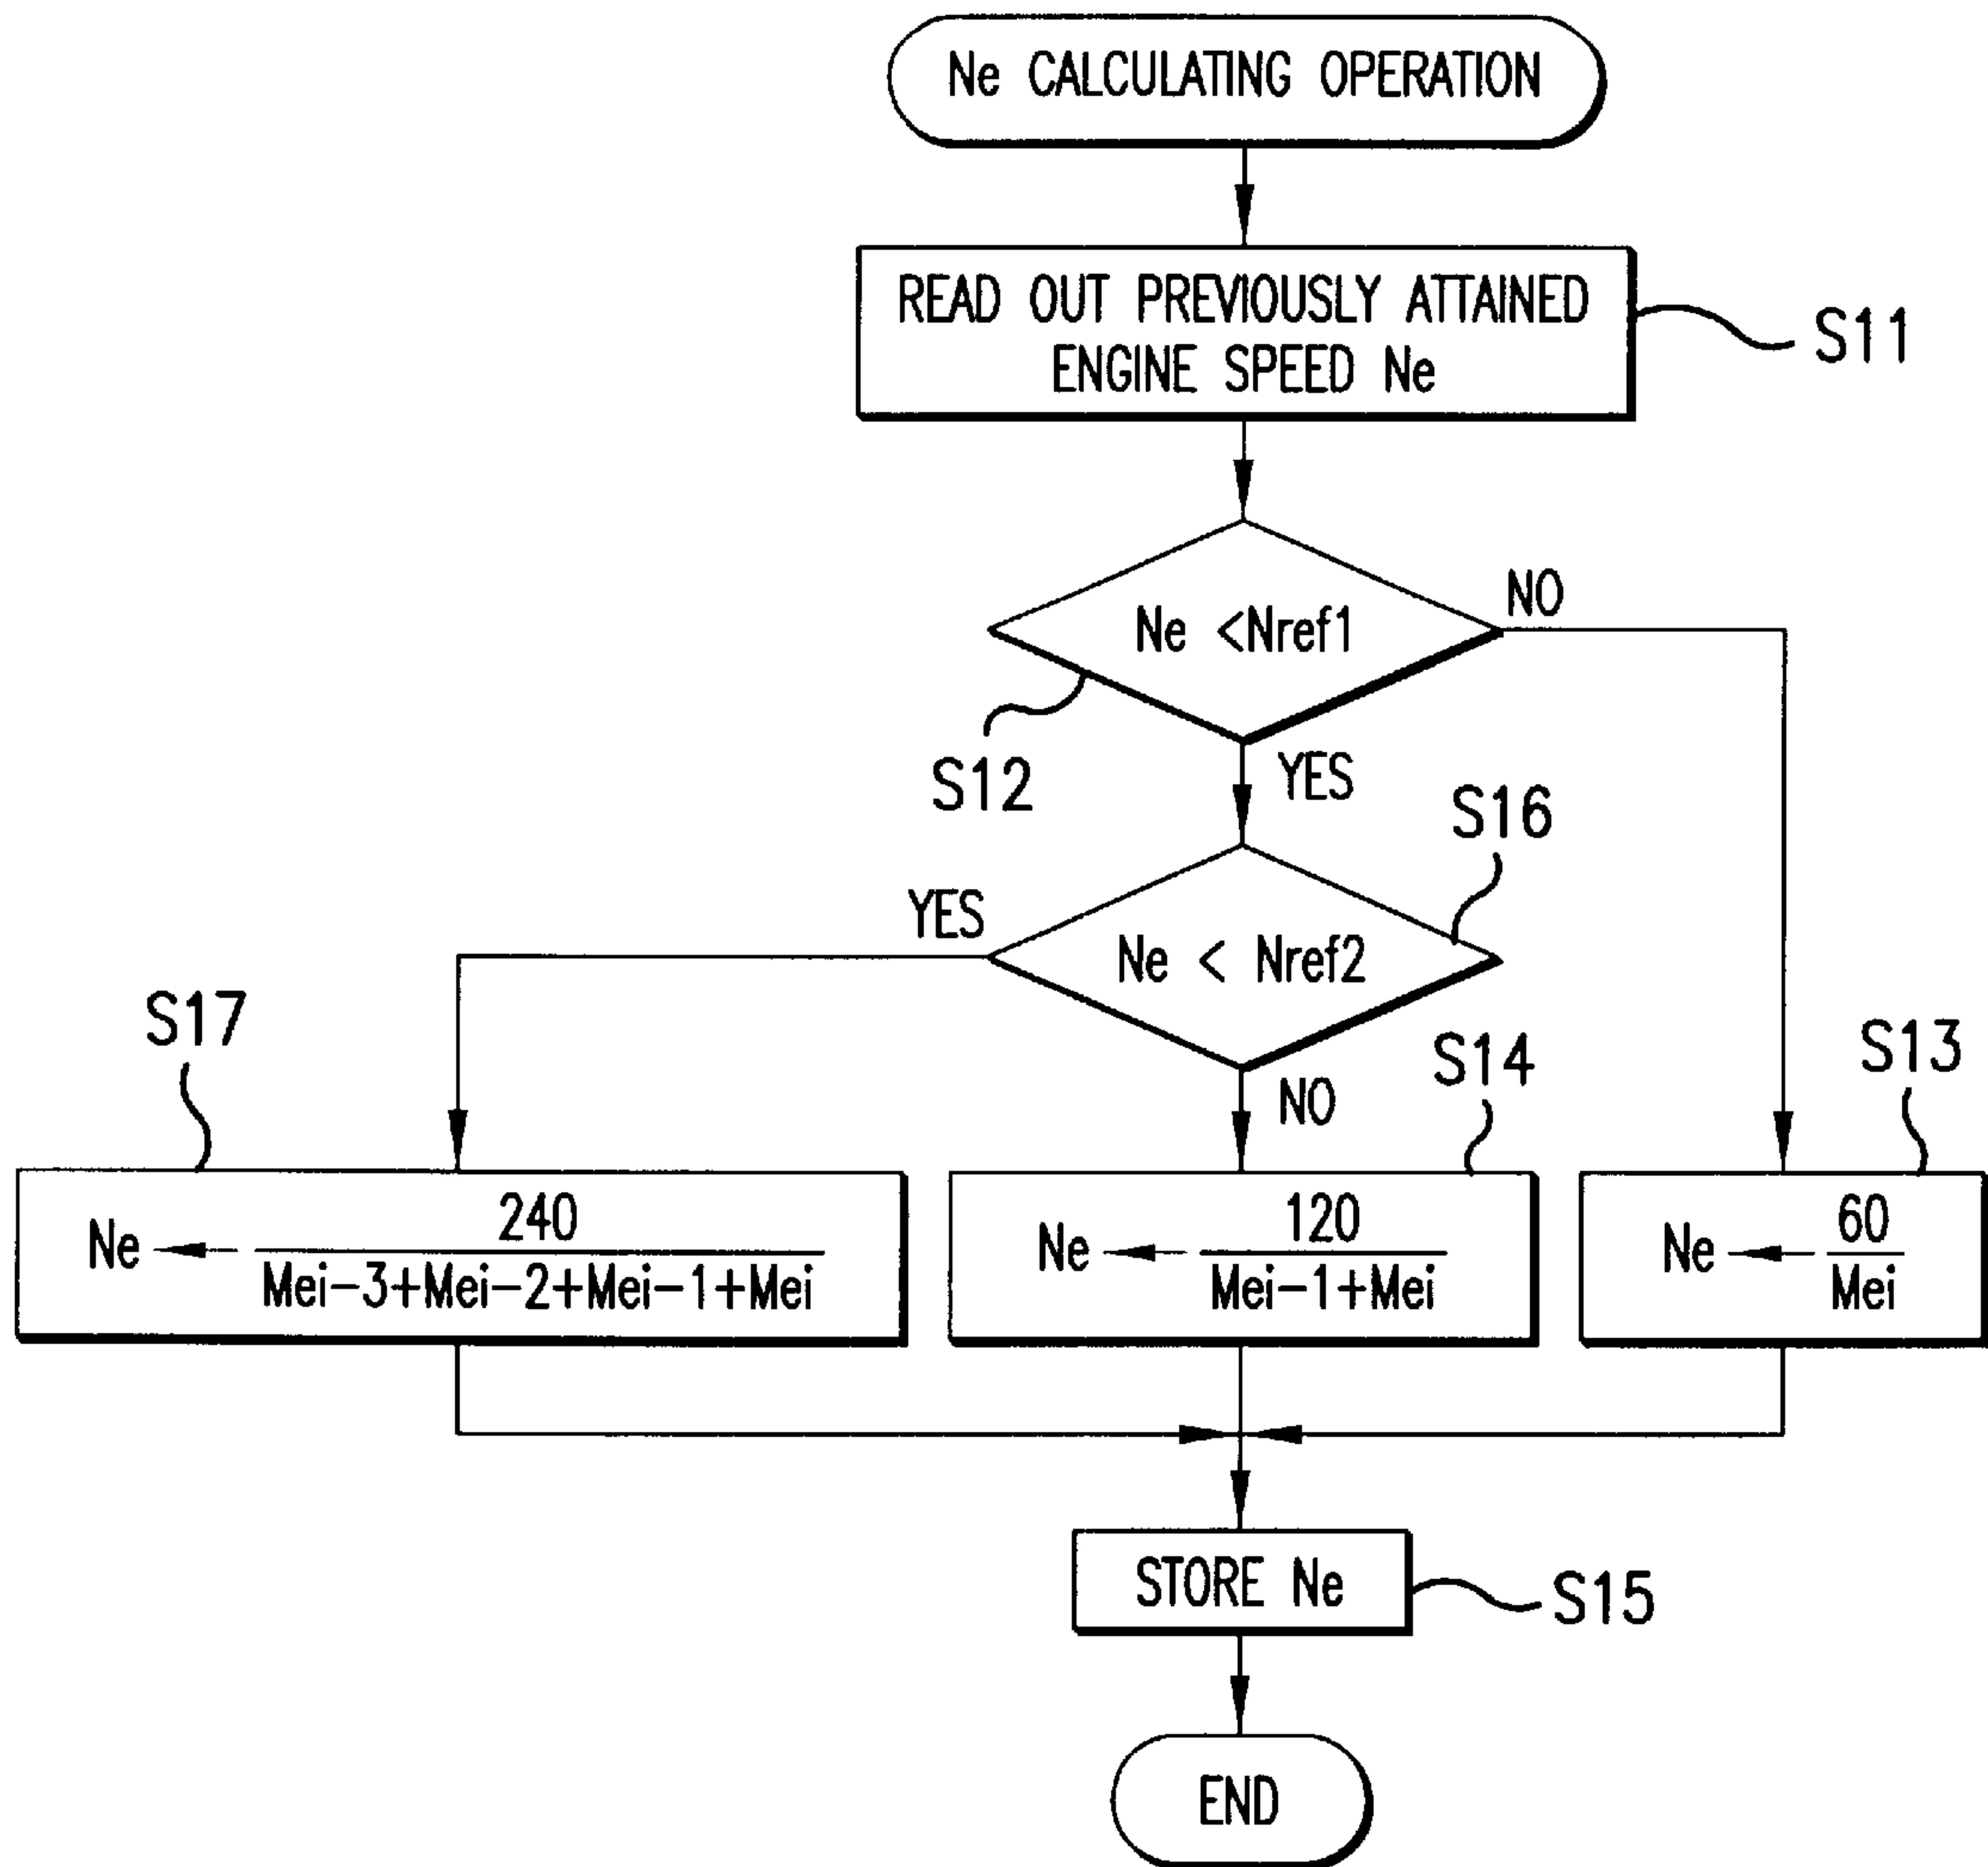 Ne CALCULATING OPERATION
READ OUT PREVIOUSLY ATTAINED
ENGINE SPEED Ne
S11
Ne <Nref1
NO
S12
YES
S16
Ne < Nref2
YES
NO
S17
S14
S13
Ne 240
Mei-3+Mei-2+Mei-1+Mei
Ne 120
Mei-1+Mei
Ne 60
Mei
STORE Ne
S15
END